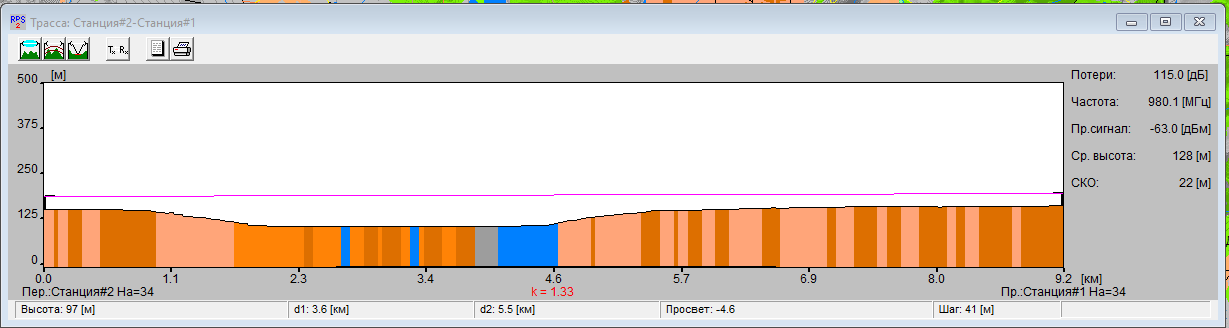 RPS 2 Трасса: Станция#2-Станция#1
Tx Rx
[м]
500
375
250
125
0
0.0 1.1 2.3 3.4 4.6 5.7 6.9 8.0 9.2 [км]
Пер.:Станция#2 На=34 k = 1.33 Пр.:Станция#1 На=34
Потери: 115.0 [дБ]
Частота: 980.1 [МГц]
Пр.сигнал: -63.0 [дБм]
Ср. высота: 128 [м]
СКО: 22 [м]
Высота: 97 [м] d1: 3.6 [км] d2: 5.5 [км] Просвет: -4.6 Шаг: 41 [м]